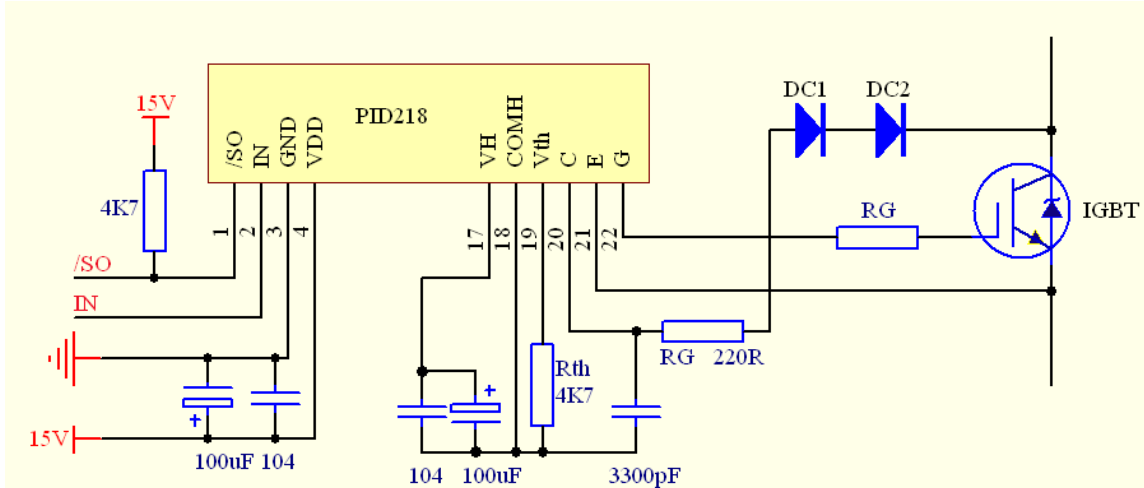 PID218
/SO
IN
GND
VDD
VH
COMH
Vth
C
E
G
1
2
3
4
17
18
19
20
21
22
15V
4K7
/SO
IN
15V
+
100uF 104
+
104 100uF
Rth
4K7
3300pF
RG 220R
DC1 DC2
RG
IGBT